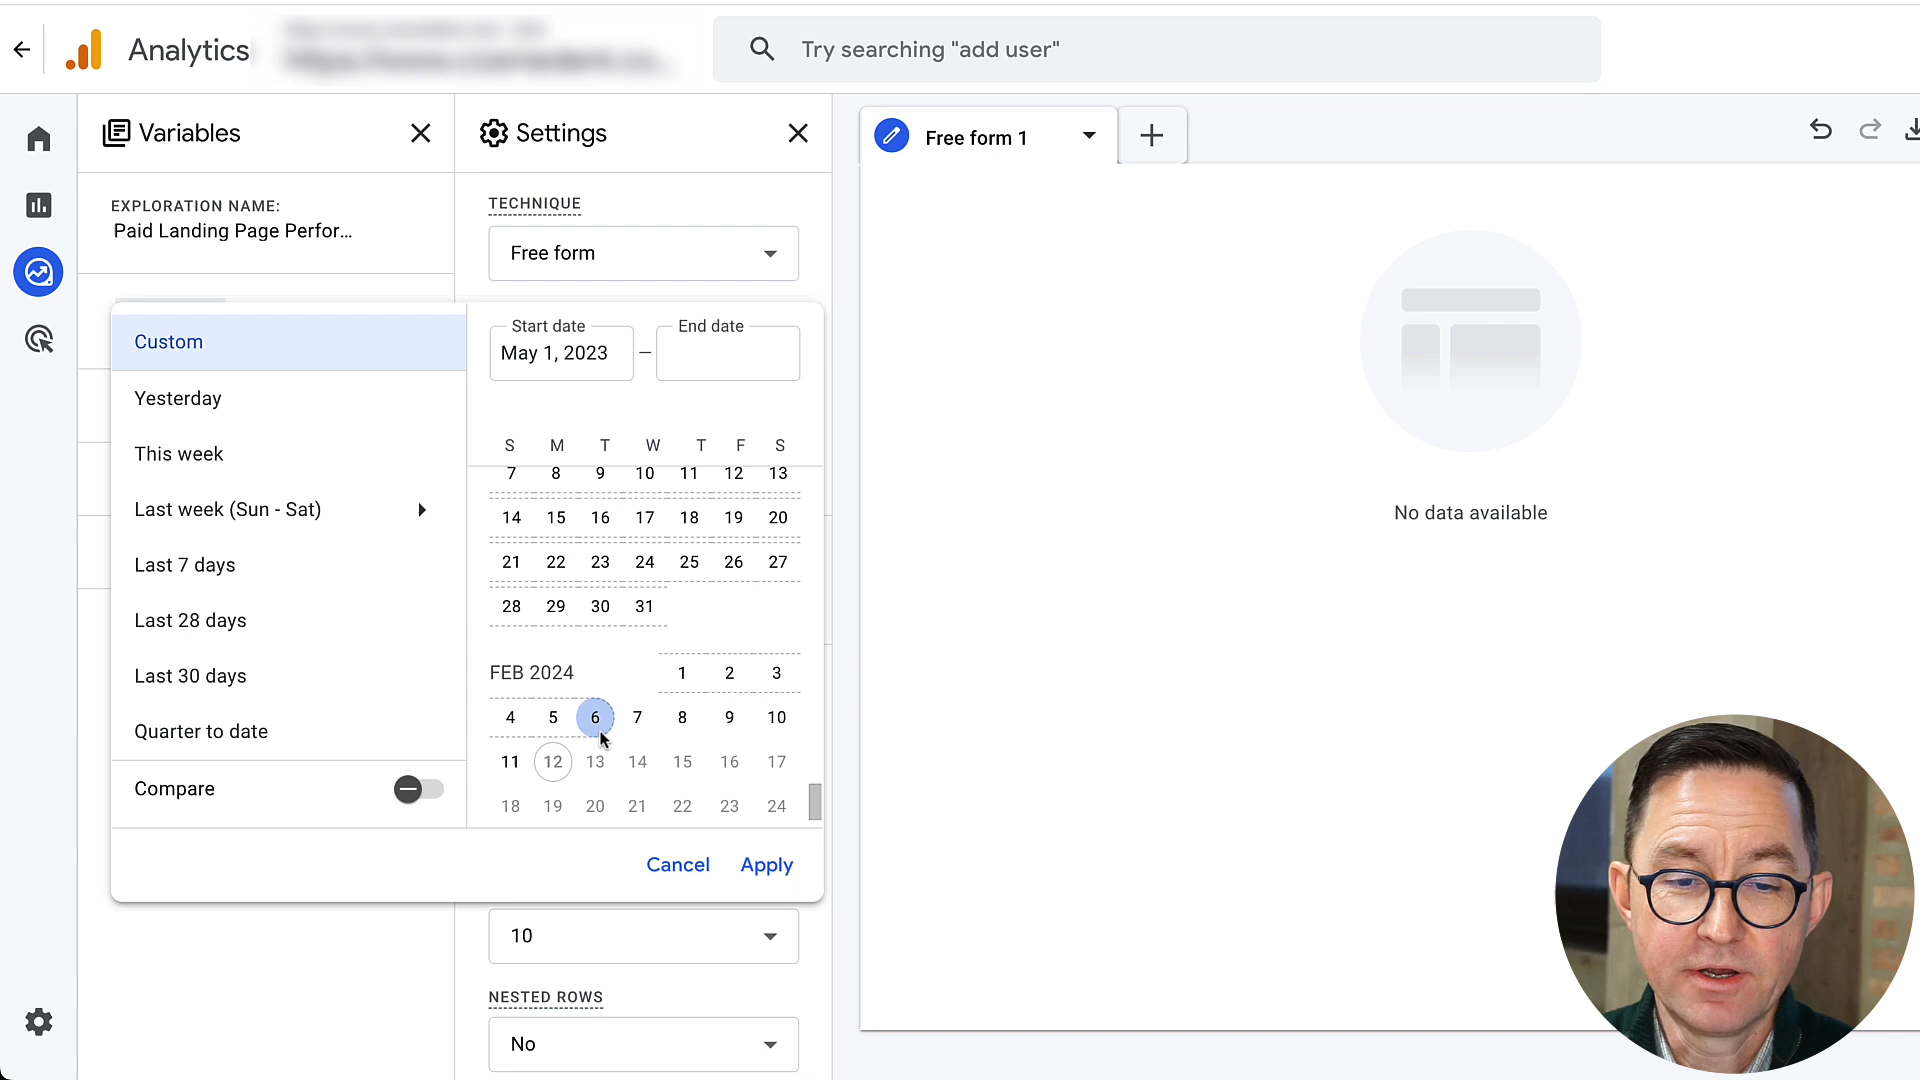 Analytics
Try searching "add user"
Variables
Settings
Free form 1
EXPLORATION NAME:
Paid Landing Page Perfor...
TECHNIQUE
Free form
Custom
Yesterday
This week
Last week (Sun - Sat)
Last 7 days
Last 28 days
Last 30 days
Quarter to date
Compare
Start date
May 1, 2023
–
End date
S M T W T F S
7 8 9 10 11 12 13
14 15 16 17 18 19 20
21 22 23 24 25 26 27
28 29 30 31
FEB 2024 1 2 3
4 5 6 7 8 9 10
11 12 13 14 15 16 17
18 19 20 21 22 23 24
Cancel Apply
10
NESTED ROWS
No
No data available